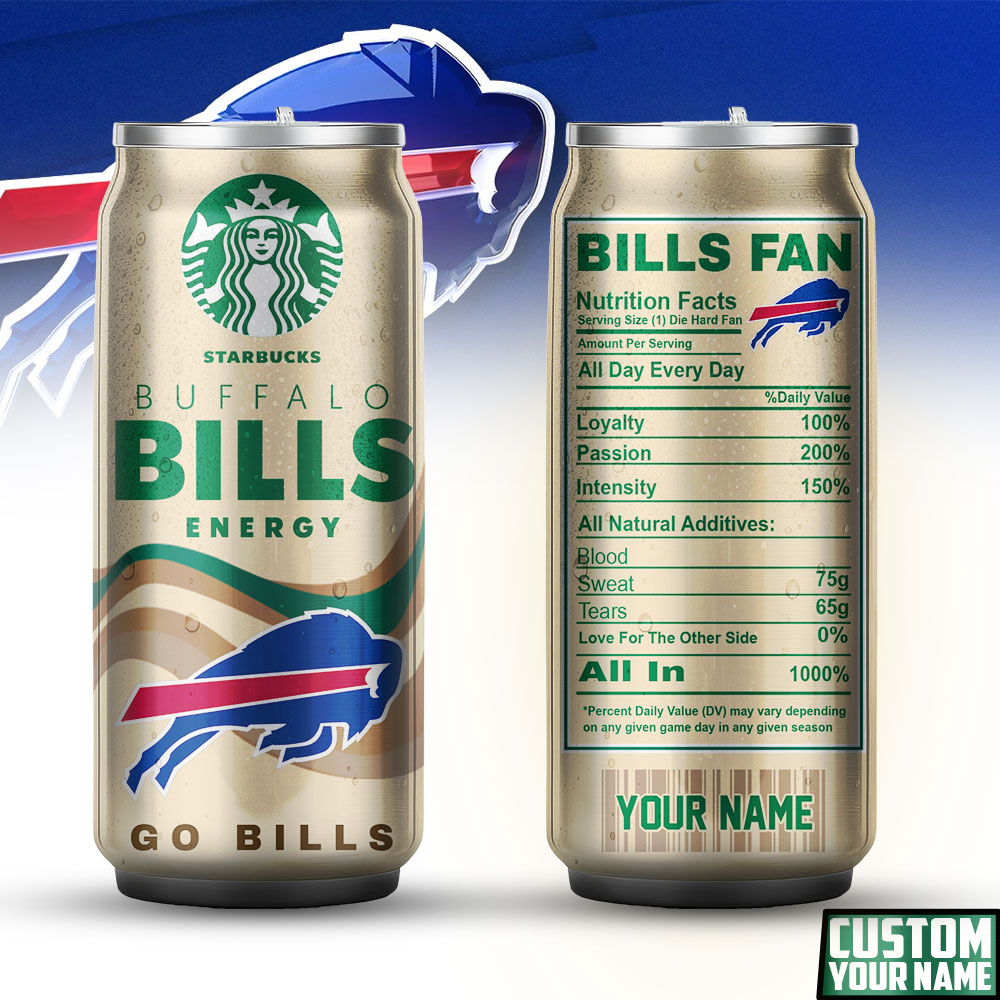 STARBUCKS
BUFFALO
BILLS
ENERGY
GO BILLS
BILLS FAN
Nutrition Facts
Serving Size (1) Die Hard Fan
Amount Per Serving
All Day Every Day
%Daily Value
Loyalty 100%
Passion 200%
Intensity 150%
All Natural Additives:
Blood
Sweat 75g
Tears 65g
Love For The Other Side 0%
All In 1000%
*Percent Daily Value (DV) may vary depending
on any given game day in any given season
YOUR NAME
CUSTOM
YOUR NAME